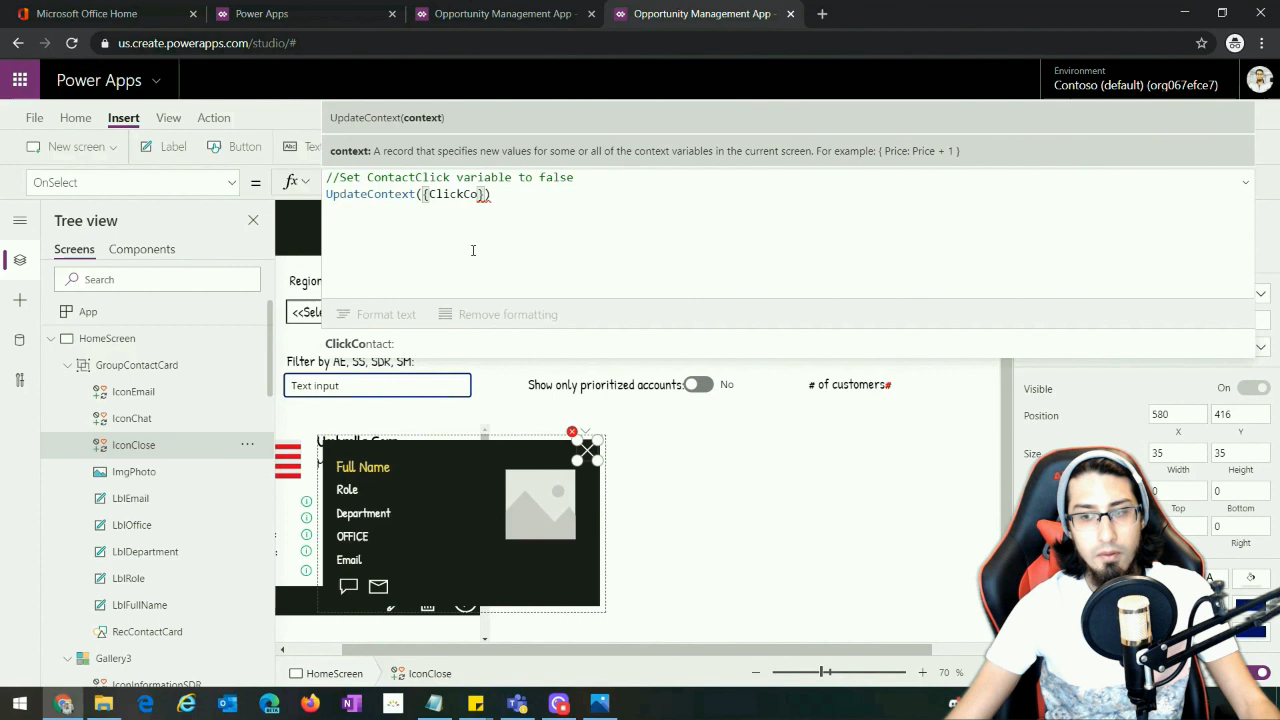 Microsoft Office Home
Power Apps
Opportunity Management App -
Opportunity Management App -
us.create.powerapps.com/studio/#
Power Apps
Environment
Contoso (default) (org067efce7)
File Home Insert View Action
New screen Label Button Abc
UpdateContext(context)
context: A record that specifies new values for some or all of the context variables in the current screen. For example: { Price: Price + 1 }
OnSelect = fx
//Set ContactClick variable to false
UpdateContext({ClickCo})
Format text Remove formatting
ClickContact:
Tree view
Screens Components
Search
App
HomeScreen
GroupContactCard
IconEmail
IconChat
IconClose
ImgPhoto
LblEmail
LblOffice
LblDepartment
LblRole
LblFullName
RecContactCard
Gallery3
IconInformationSDR
Region
Filter by AE, SS, SDR, SM:
Text input
Show only prioritized accounts: No
# of customers#
Full Name
Role
Department
OFFICE
Email
Visible On
Position 580 416
X Y
Size 35 35
Width Height
0
Top Bottom
0
Right
HomeScreen IconClose
70 %